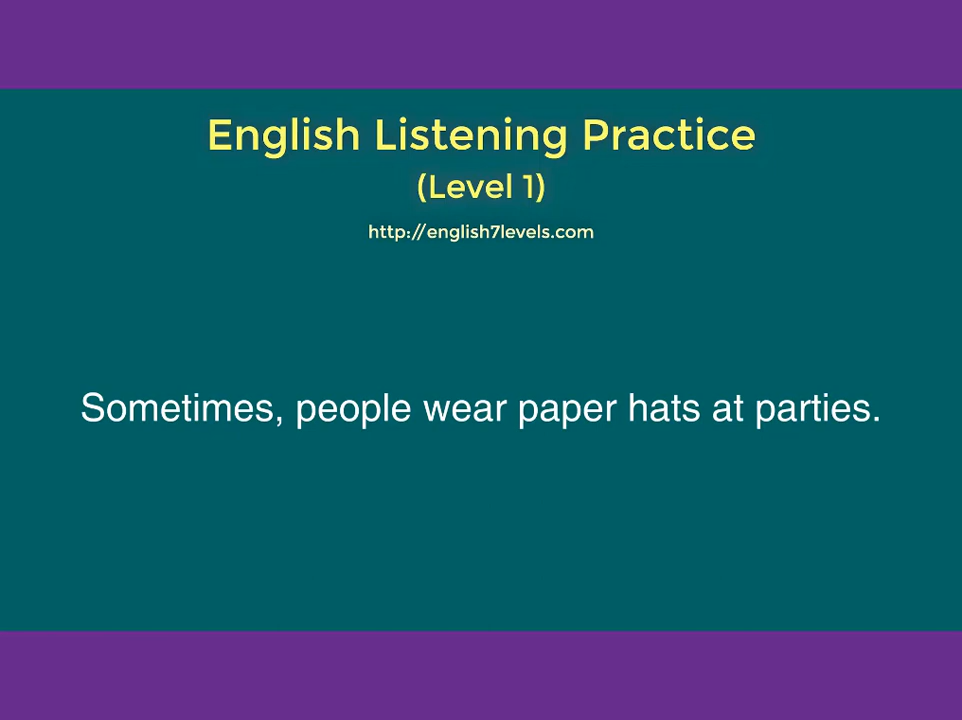 English Listening Practice
(Level 1)
http://english7levels.com
Sometimes, people wear paper hats at parties.